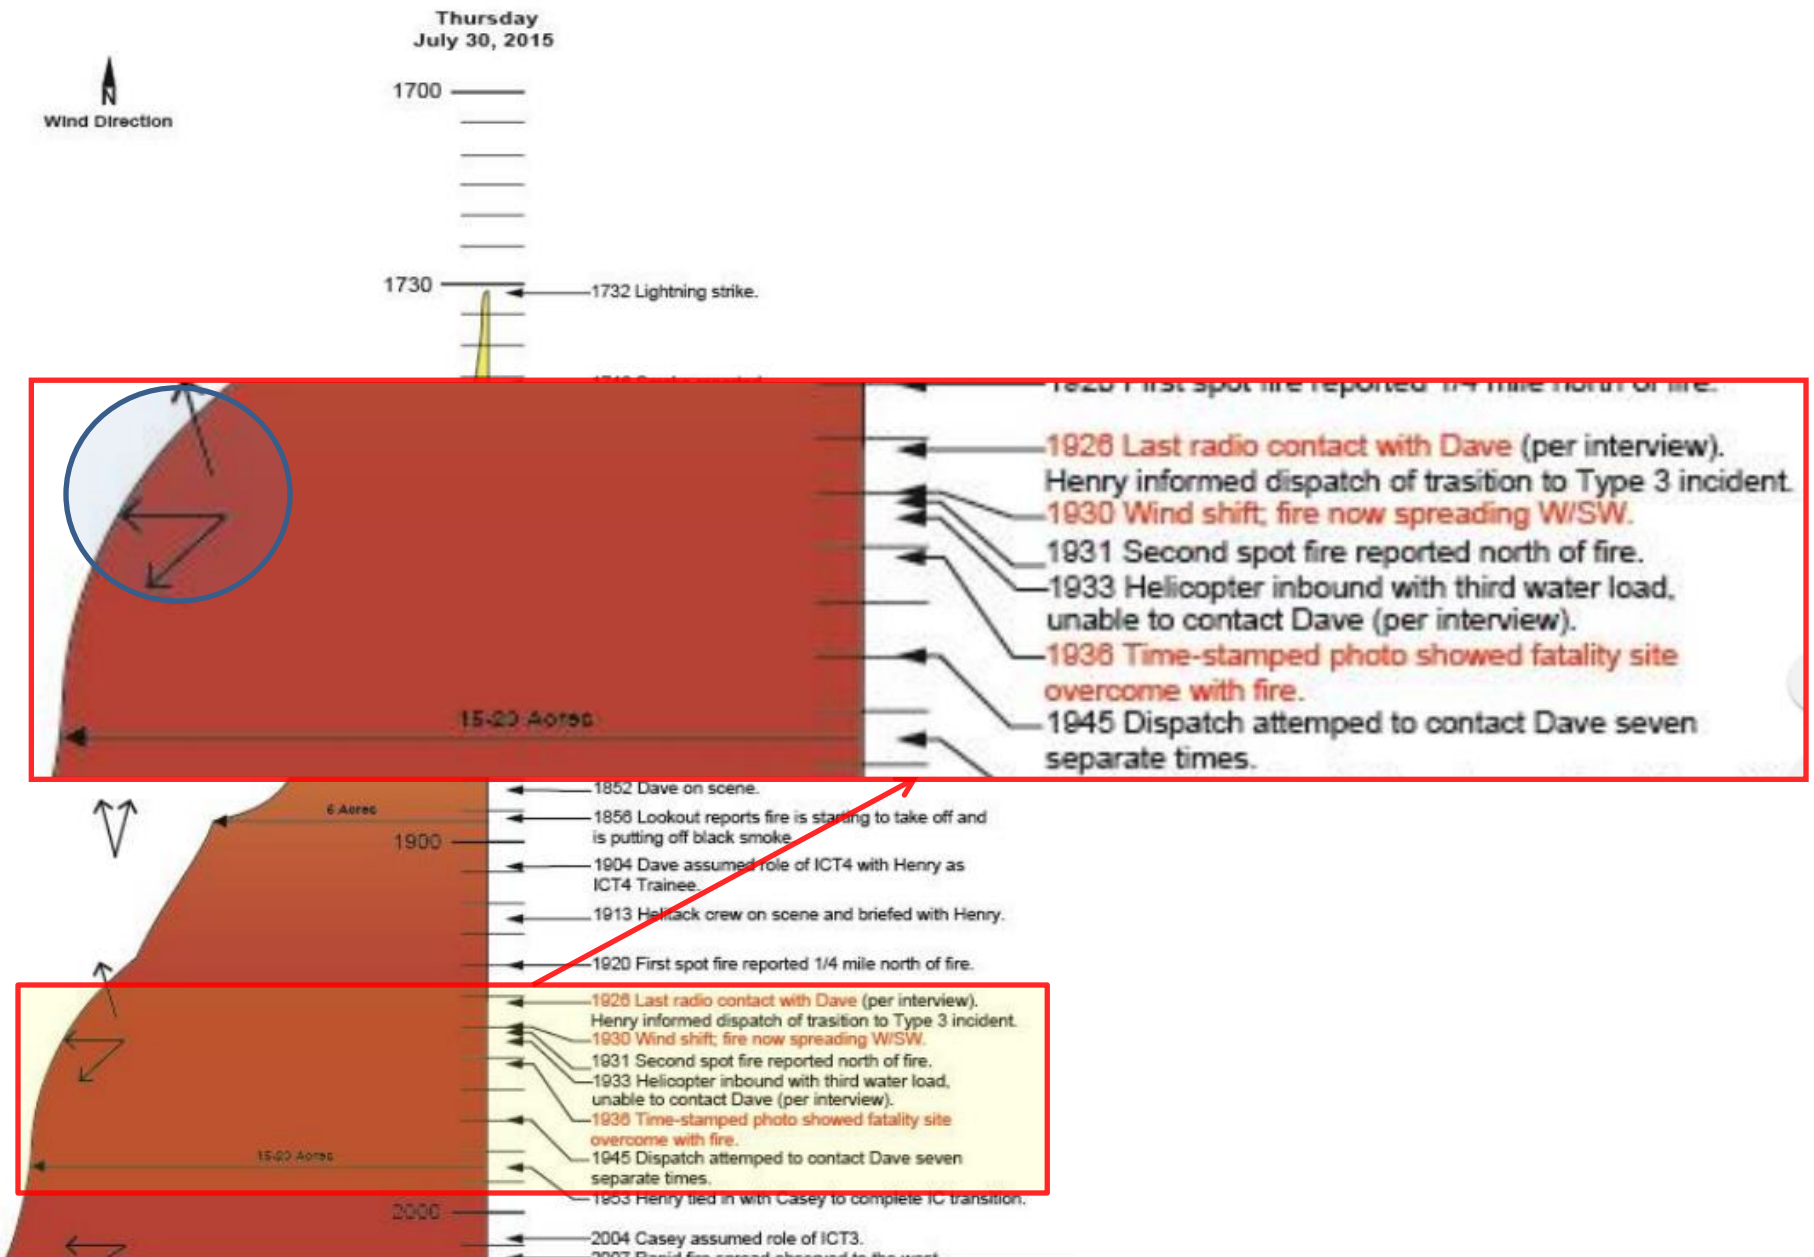 Thursday
July 30, 2015
N
Wind Direction
1700
1730
1732 Lightning strike.
1926 Last radio contact with Dave (per interview).
Henry informed dispatch of trasition to Type 3 incident.
1930 Wind shift; fire now spreading W/SW.
1931 Second spot fire reported north of fire.
1933 Helicopter inbound with third water load,
unable to contact Dave (per interview).
1936 Time-stamped photo showed fatality site
overcome with fire.
15-20 Acres
1945 Dispatch attemped to contact Dave seven
separate times.
1852 Dave on scene.
6 Acres
1856 Lookout reports fire is starting to take off and
is putting off black smoke.
1900
1904 Dave assumed role of ICT4 with Henry as
ICT4 Trainee.
1913 Helitack crew on scene and briefed with Henry.
1920 First spot fire reported 1/4 mile north of fire.
1926 Last radio contact with Dave (per interview).
Henry informed dispatch of trasition to Type 3 incident.
1930 Wind shift; fire now spreading W/SW.
1931 Second spot fire reported north of fire.
1933 Helicopter inbound with third water load,
unable to contact Dave (per interview).
1936 Time-stamped photo showed fatality site
overcome with fire.
15-20 Acres
1945 Dispatch attemped to contact Dave seven
separate times.
1953 Henry tied in with Casey to complete IC transition.
2000
2004 Casey assumed role of ICT3.